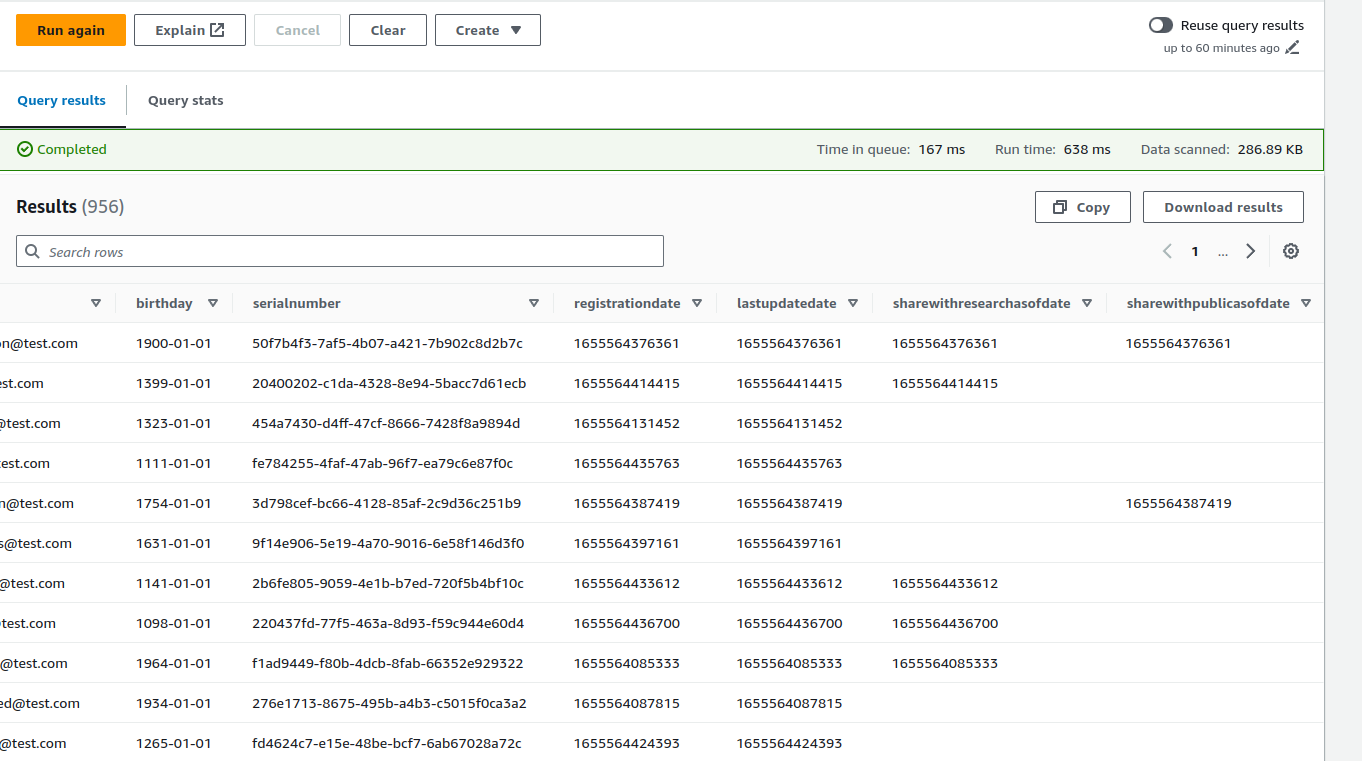 Run again Explain Cancel Clear Create Reuse query results
up to 60 minutes ago
Query results Query stats
Completed Time in queue: 167 ms Run time: 638 ms Data scanned: 286.89 KB
Results (956) Copy Download results
Search rows 1 ...
birthday serialnumber registrationdate lastupdatedate sharewithresearchasofdate sharewithpublicasofdate
on@test.com 1900-01-01 50f7b4f3-7af5-4b07-a421-7b902c8d2b7c 1655564376361 1655564376361 1655564376361 1655564376361
est.com 1399-01-01 20400202-c1da-4328-8e94-5bacc7d61ecb 1655564414415 1655564414415 1655564414415
@test.com 1323-01-01 454a7430-d4ff-47cf-8666-7428f8a9894d 1655564131452 1655564131452
est.com 1111-01-01 fe784255-4faf-47ab-96f7-ea79c6e87f0c 1655564435763 1655564435763
n@test.com 1754-01-01 3d798cef-bc66-4128-85af-2c9d36c251b9 1655564387419 1655564387419 1655564387419
s@test.com 1631-01-01 9f14e906-5e19-4a70-9016-6e58f146d3f0 1655564397161 1655564397161
@test.com 1141-01-01 2b6fe805-9059-4e1b-b7ed-720f5b4bf10c 1655564433612 1655564433612 1655564433612
test.com 1098-01-01 220437fd-77f5-463a-8d93-f59c944e60d4 1655564436700 1655564436700 1655564436700
@test.com 1964-01-01 f1ad9449-f80b-4dcb-8fab-66352e929322 1655564085333 1655564085333 1655564085333
ed@test.com 1934-01-01 276e1713-8675-495b-a4b3-c5015f0ca3a2 1655564087815 1655564087815
@test.com 1265-01-01 fd4624c7-e15e-48be-bcf7-6ab67028a72c 1655564424393 1655564424393